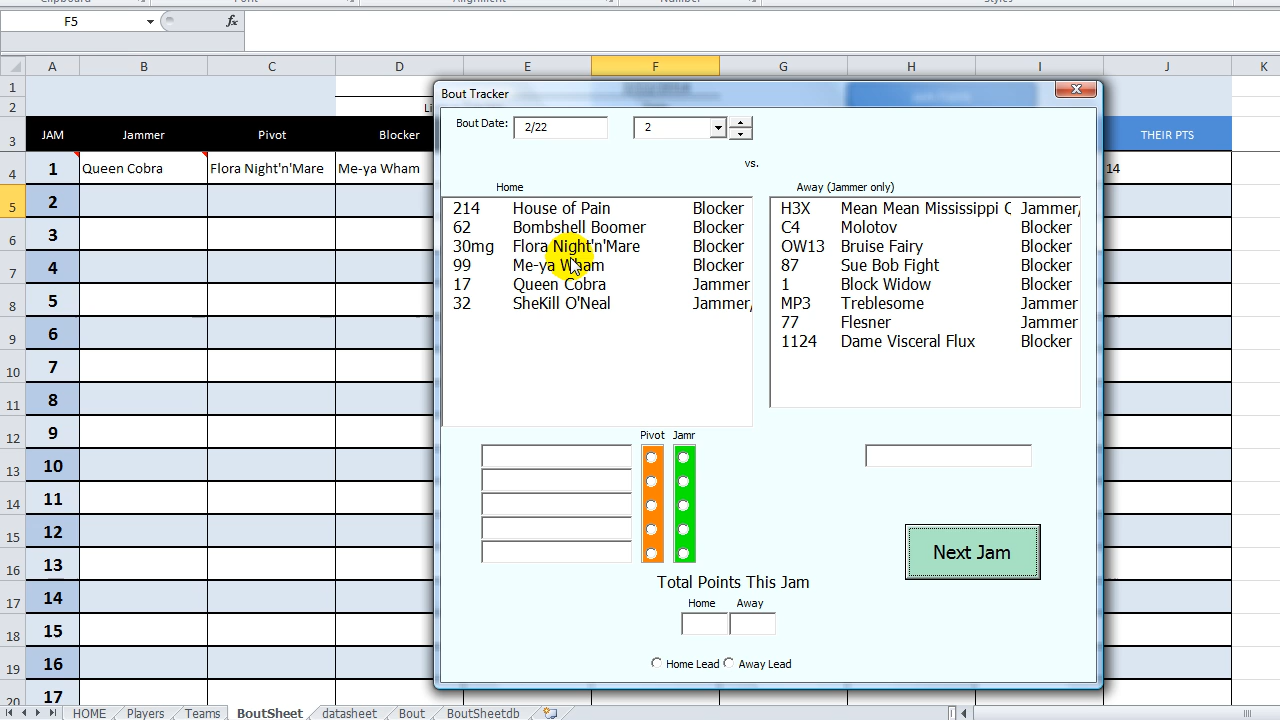 F5
fx
A B C D E F G H I J K
1
2
Li
3 JAM Jammer Pivot Blocker THEIR PTS
4 1 Queen Cobra Flora Night'n'Mare Me-ya Wham 14
5 2
6 3
7 4
8 5
9 6
10 7
11 8
12 9
13 10
14 11
15 12
16 13
17 14
18 15
19 16
20 17
Bout Tracker
Bout Date: 2/22 2
vs.
Home Away (Jammer only)
214 House of Pain Blocker
62 Bombshell Boomer Blocker
30mg Flora Night'n'Mare Blocker
99 Me-ya Wham Blocker
17 Queen Cobra Jammer
32 SheKill O'Neal Jammer/
H3X Mean Mean Mississippi Q Jammer/
C4 Molotov Blocker
OW13 Bruise Fairy Blocker
87 Sue Bob Fight Blocker
1 Block Widow Blocker
MP3 Treblesome Jammer
77 Flesner Jammer
1124 Dame Visceral Flux Blocker
Pivot Jamr
Next Jam
Total Points This Jam
Home Away
Home Lead Away Lead
HOME Players Teams BoutSheet datasheet Bout BoutSheetdb